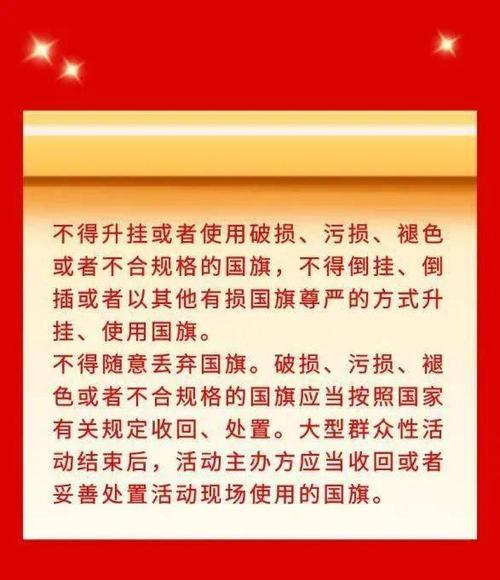 不得升挂或者使用破损、污损、褪色
或者不合规格的国旗，不得倒挂、倒
插或者以其他有损国旗尊严的方式升
挂、使用国旗。
不得随意丢弃国旗。破损、污损、褪
色或者不合规格的国旗应当按照国家
有关规定收回、处置。大型群众性活
动结束后，活动主办方应当收回或者
妥善处置活动现场使用的国旗。